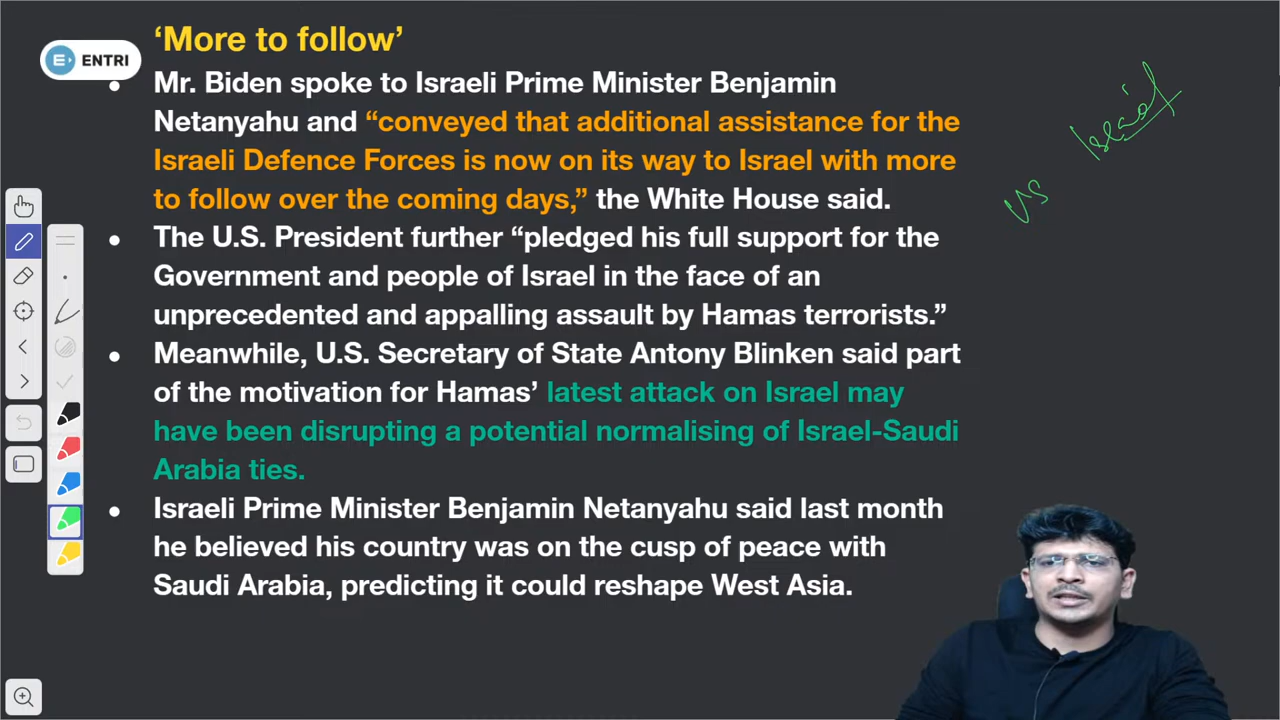 ‘More to follow’
ENTRI
• Mr. Biden spoke to Israeli Prime Minister Benjamin
Netanyahu and “conveyed that additional assistance for the
Israeli Defence Forces is now on its way to Israel with more
to follow over the coming days,” the White House said.
• The U.S. President further “pledged his full support for the
Government and people of Israel in the face of an
unprecedented and appalling assault by Hamas terrorists.”
• Meanwhile, U.S. Secretary of State Antony Blinken said part
of the motivation for Hamas’ latest attack on Israel may
have been disrupting a potential normalising of Israel-Saudi
Arabia ties.
• Israeli Prime Minister Benjamin Netanyahu said last month
he believed his country was on the cusp of peace with
Saudi Arabia, predicting it could reshape West Asia.
US